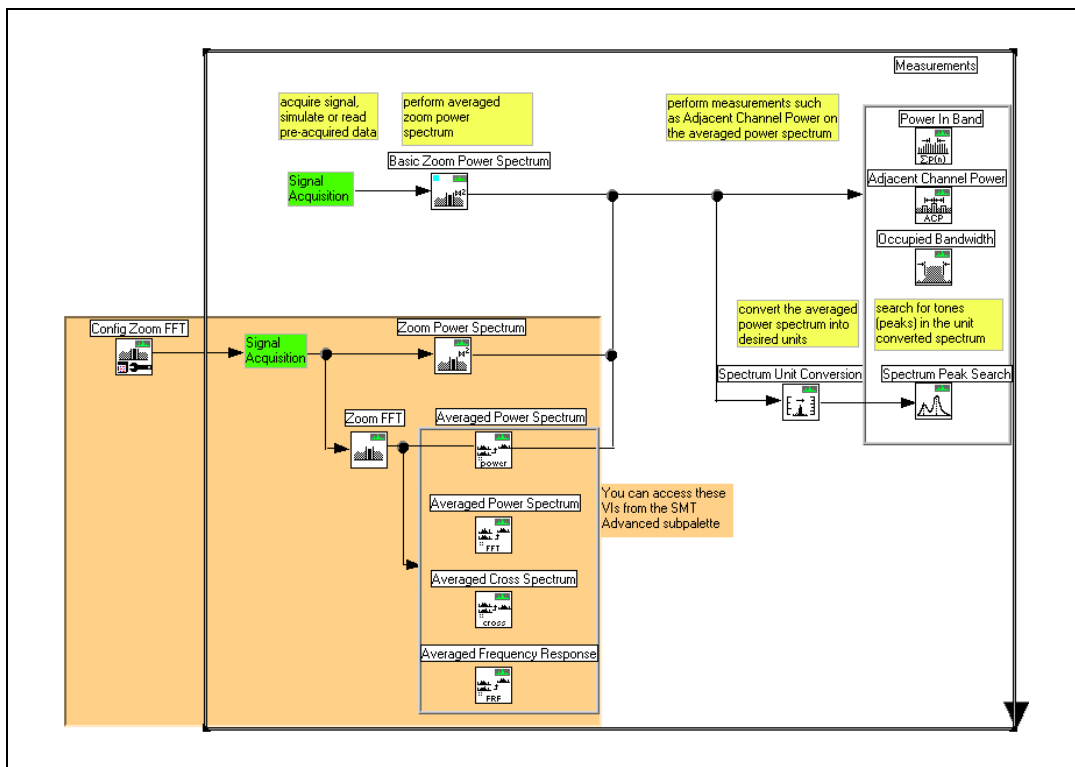 Measurements
acquire signal,
simulate or read
pre-acquired data
perform averaged
zoom power
spectrum
perform measurements such
as Adjacent Channel Power on
the averaged power spectrum
Power In Band
ΣP(n)
Basic Zoom Power Spectrum
Signal
Acquisition
Adjacent Channel Power
ACP
Occupied Bandwidth
convert the averaged
power spectrum into
desired units
search for tones
(peaks) in the unit
converted spectrum
Config Zoom FFT
Signal
Acquisition
Zoom Power Spectrum
Spectrum Unit Conversion
Spectrum Peak Search
Zoom FFT
Averaged Power Spectrum
power
You can access these
VIs from the SMT
Advanced subpalette
Averaged Power Spectrum
FFT
Averaged Cross Spectrum
cross
Averaged Frequency Response
FRF